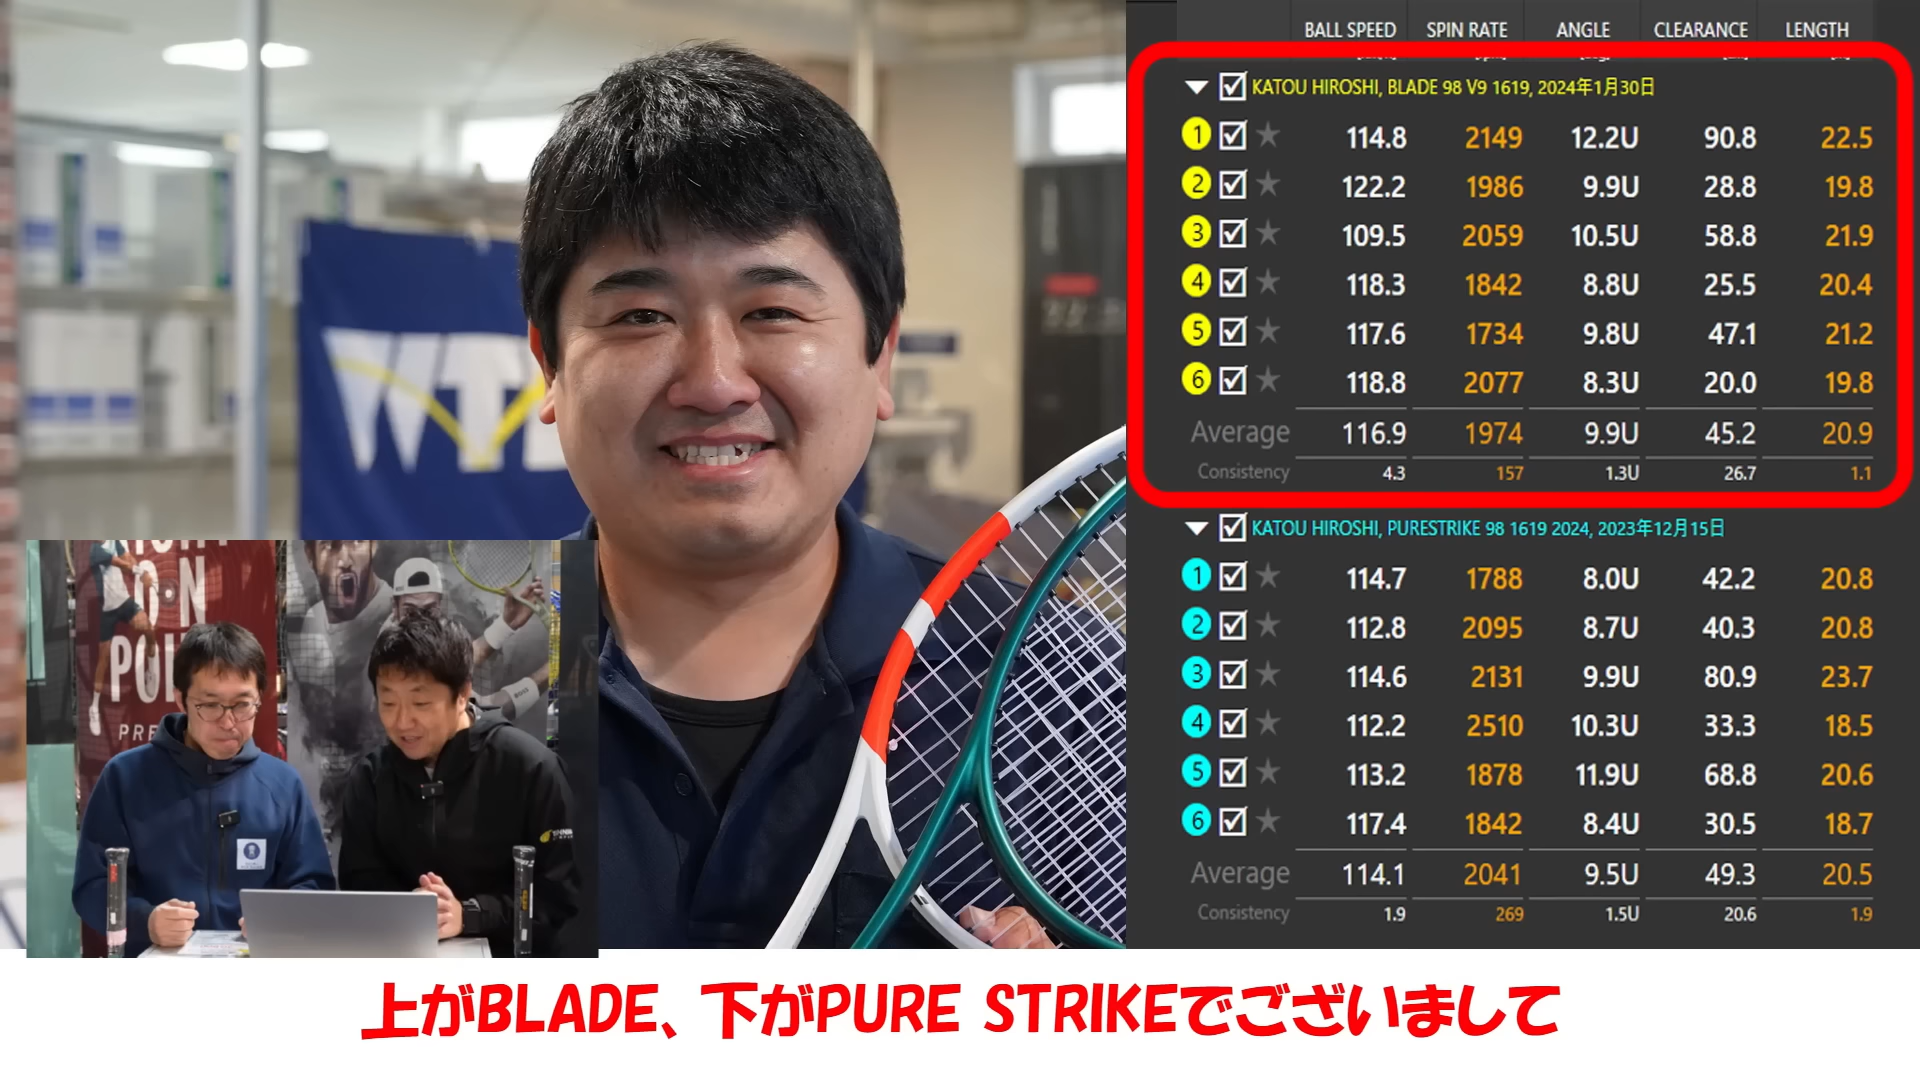 BALL SPEED SPIN RATE ANGLE CLEARANCE LENGTH
KATOU HIROSHI, BLADE 98 V9 1619, 2024年1月30日
1 114.8 2149 12.2U 90.8 22.5
2 122.2 1986 9.9U 28.8 19.8
3 109.5 2059 10.5U 58.8 21.9
4 118.3 1842 8.8U 25.5 20.4
5 117.6 1734 9.8U 47.1 21.2
6 118.8 2077 8.3U 20.0 19.8
Average 116.9 1974 9.9U 45.2 20.9
Consistency 4.3 157 1.3U 26.7 1.1
KATOU HIROSHI, PURESTRIKE 98 1619 2024, 2023年12月15日
1 114.7 1788 8.0U 42.2 20.8
2 112.8 2095 8.7U 40.3 20.8
3 114.6 2131 9.9U 80.9 23.7
4 112.2 2510 10.3U 33.3 18.5
5 113.2 1878 11.9U 68.8 20.6
6 117.4 1842 8.4U 30.5 18.7
Average 114.1 2041 9.5U 49.3 20.5
Consistency 1.9 269 1.5U 20.6 1.9
ON
上がBLADE、下がPURE STRIKEでございまして